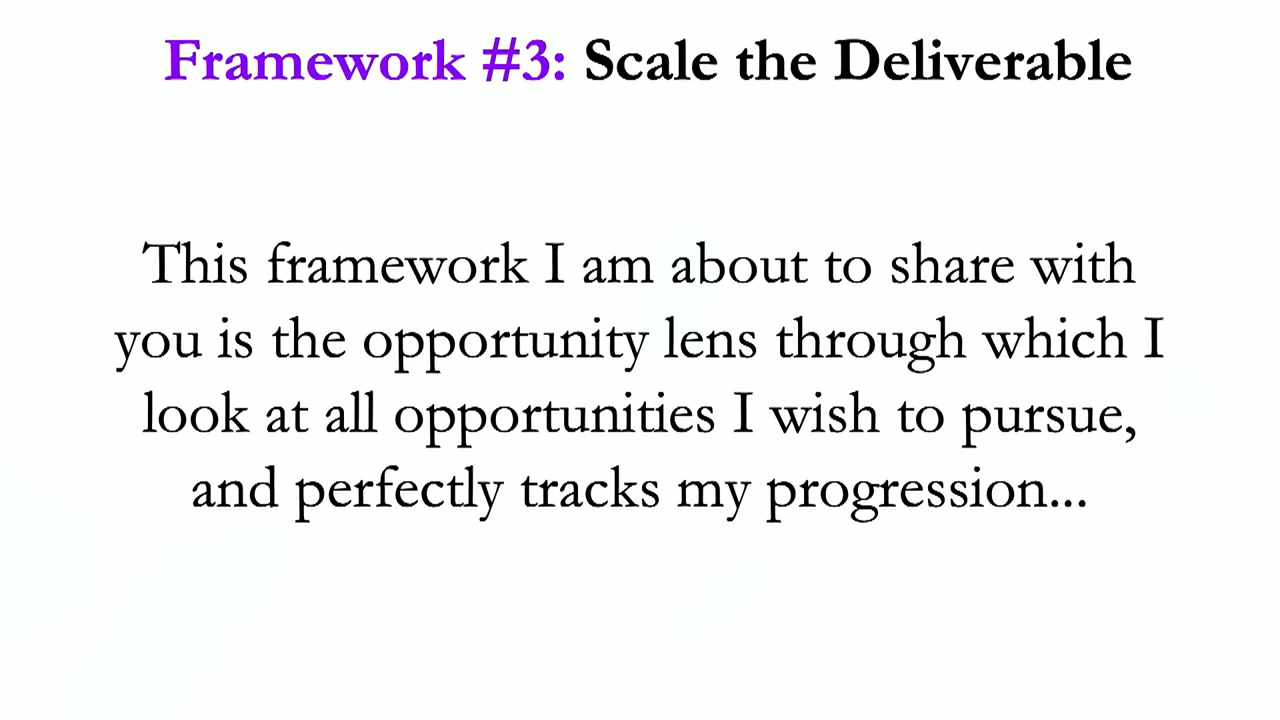 Framework #3: Scale the Deliverable
This framework I am about to share with
you is the opportunity lens through which I
look at all opportunities I wish to pursue,
and perfectly tracks my progression...